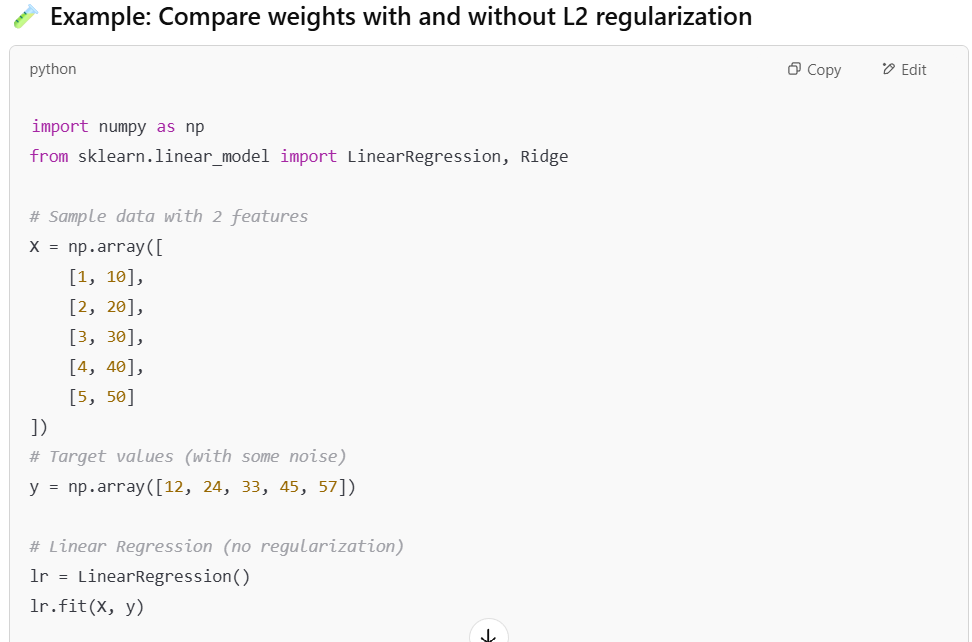 Example: Compare weights with and without L2 regularization
python
Copy
Edit
import numpy as np
from sklearn.linear_model import LinearRegression, Ridge
# Sample data with 2 features
X = np.array([
[1, 10],
[2, 20],
[3, 30],
[4, 40],
[5, 50]
])
# Target values (with some noise)
y = np.array([12, 24, 33, 45, 57])
# Linear Regression (no regularization)
lr = LinearRegression()
lr.fit(X, y)